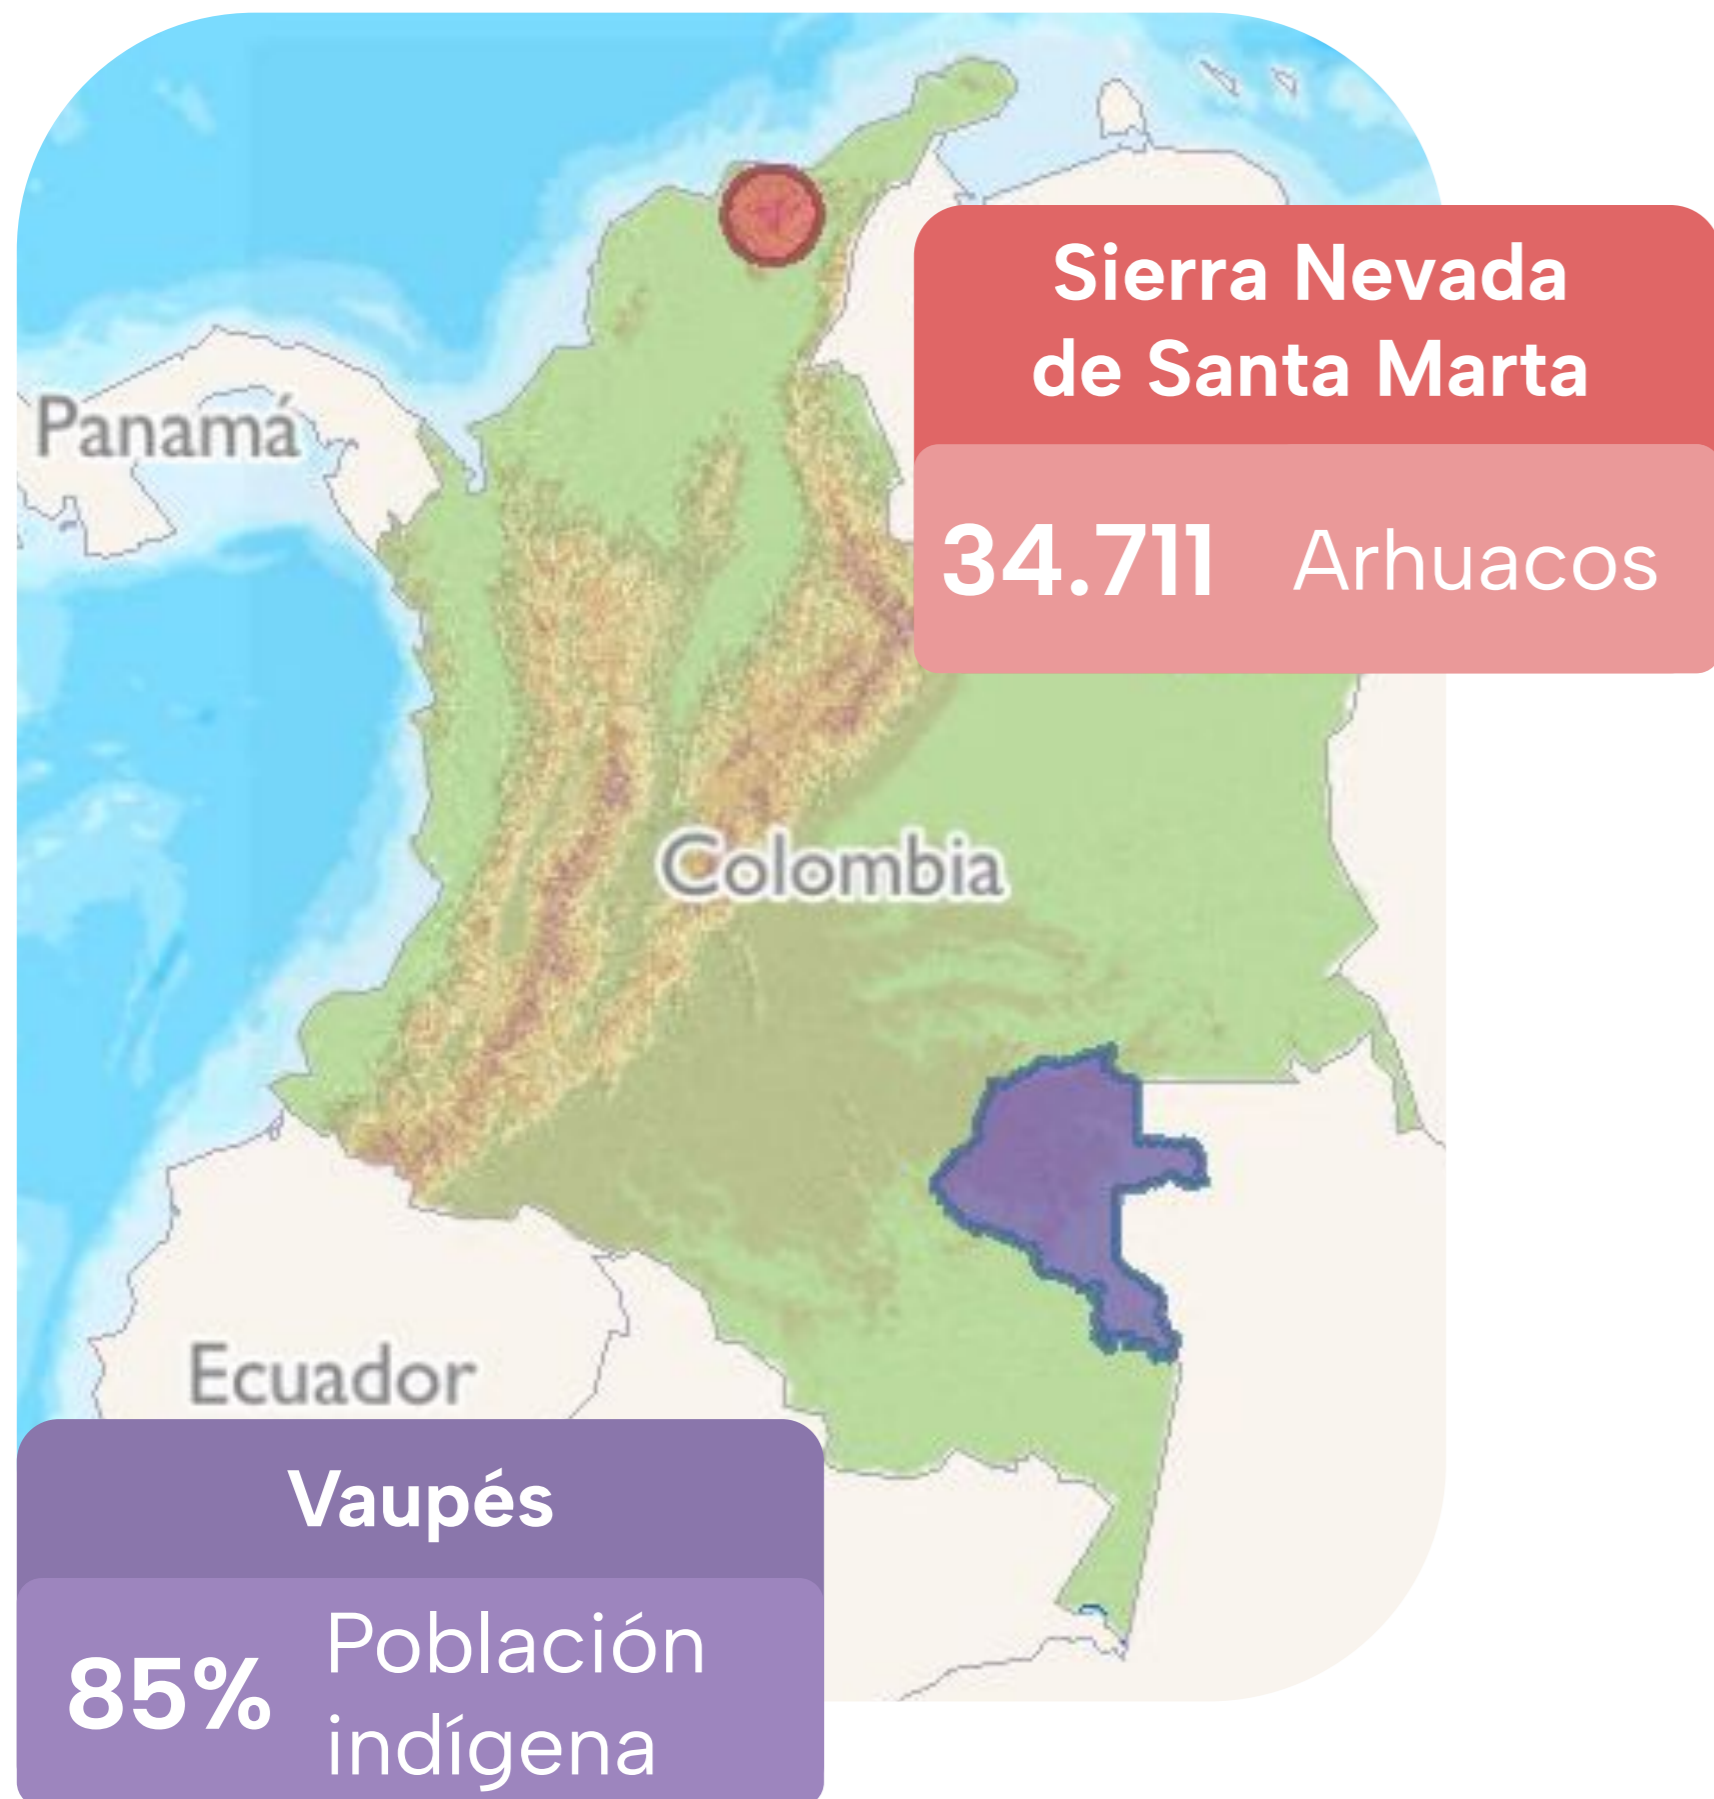 Sierra Nevada
de Santa Marta
34.711 Arhuacos
Panamá
Colombia
Ecuador
Vaupés
85% Población
indígena